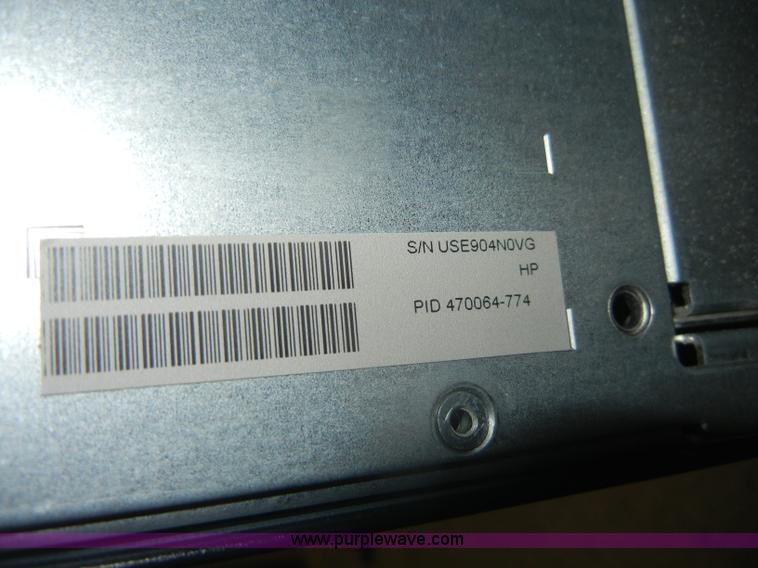 S/N USE904N0VG
HP
PID 470064-774
www.purplewave.com